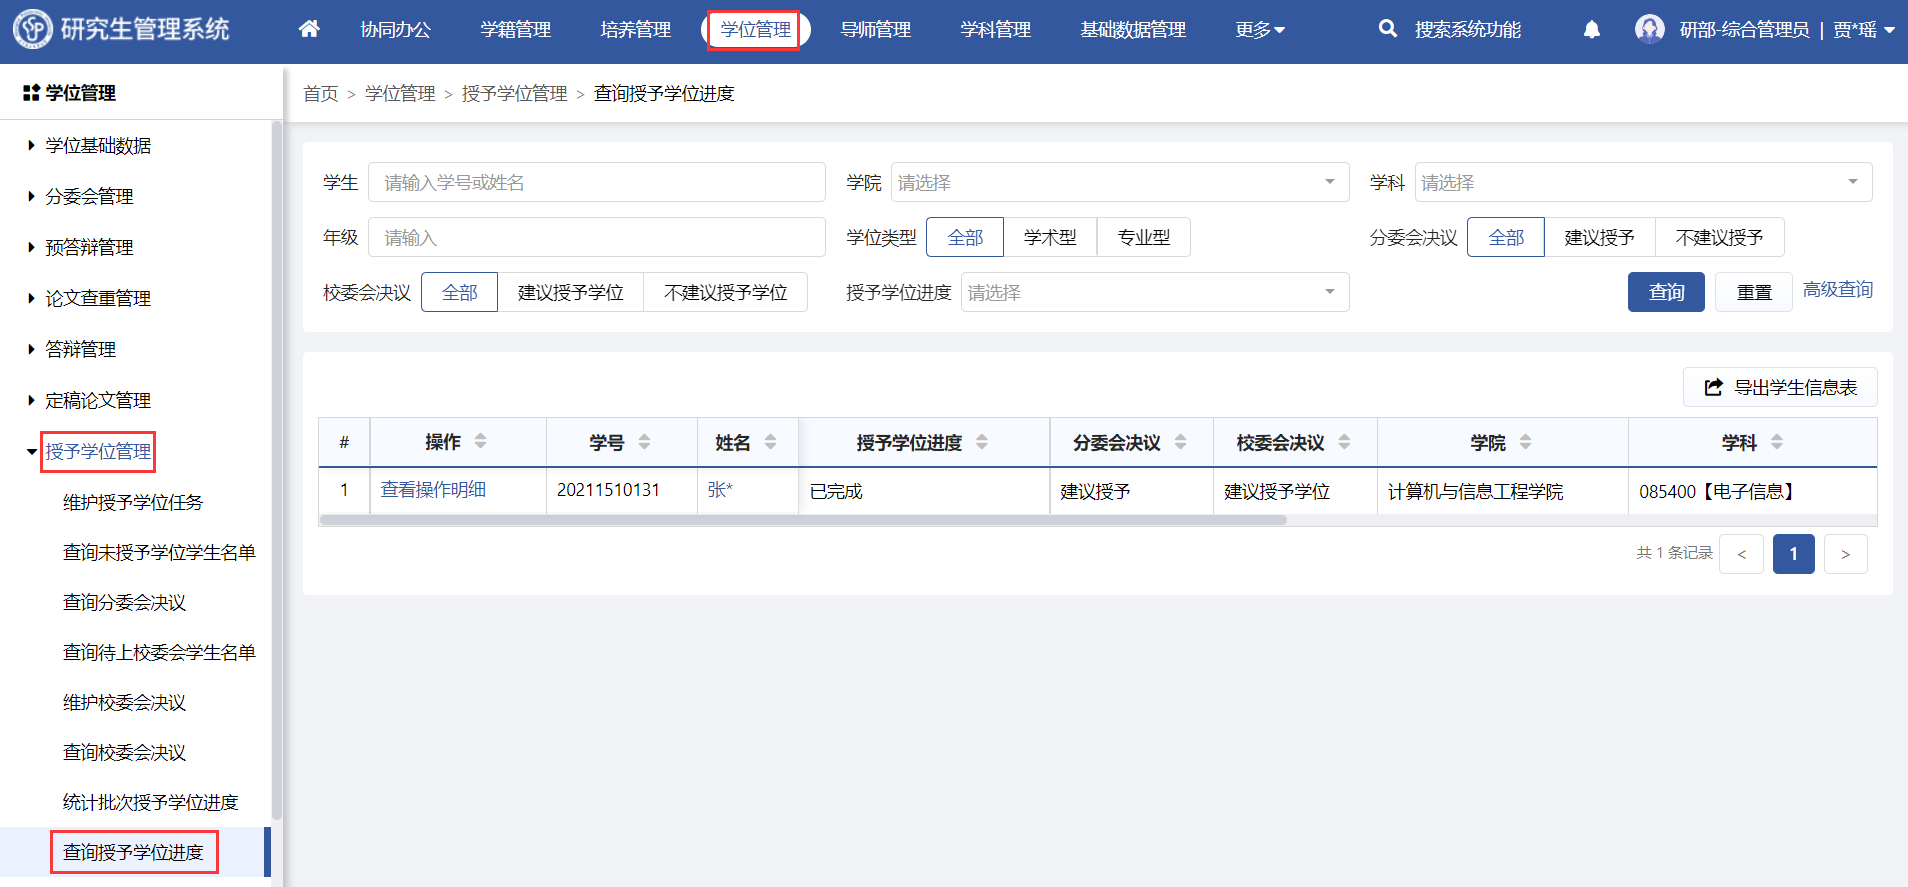 研究生管理系统
协同办公 学籍管理 培养管理 学位管理 导师管理 学科管理 基础数据管理 更多 搜索系统功能 研部-综合管理员 | 贾*瑶
学位管理
学位基础数据
分委会管理
预答辩管理
论文查重管理
答辩管理
定稿论文管理
授予学位管理
维护授予学位任务
查询未授予学位学生名单
查询分委会决议
查询待上校委会学生名单
维护校委会决议
查询校委会决议
统计批次授予学位进度
查询授予学位进度
首页 > 学位管理 > 授予学位管理 > 查询授予学位进度
学生 请输入学号或姓名 学院 请选择 学科 请选择
年级 请输入 学位类型 全部 学术型 专业型 分委会决议 全部 建议授予 不建议授予
校委会决议 全部 建议授予学位 不建议授予学位 授予学位进度 请选择 查询 重置 高级查询
导出学生信息表
# 操作 学号 姓名 授予学位进度 分委会决议 校委会决议 学院 学科
1 查看操作明细 20211510131 张* 已完成 建议授予 建议授予学位 计算机与信息工程学院 085400【电子信息】
共 1 条记录 < 1 >